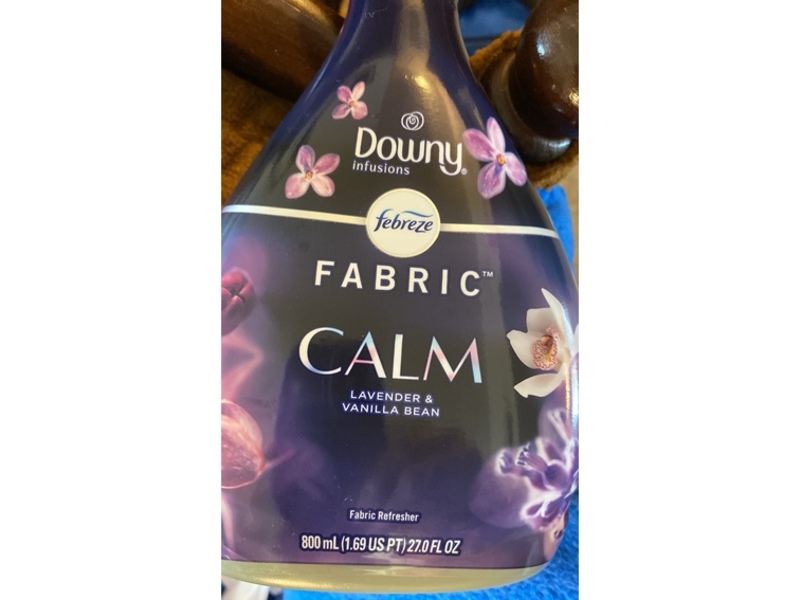 Downy®
infusions
febreze
FABRIC™
CALM
LAVENDER &
VANILLA BEAN
Fabric Refresher
800 mL (1.69 US PT) 27.0 FL OZ